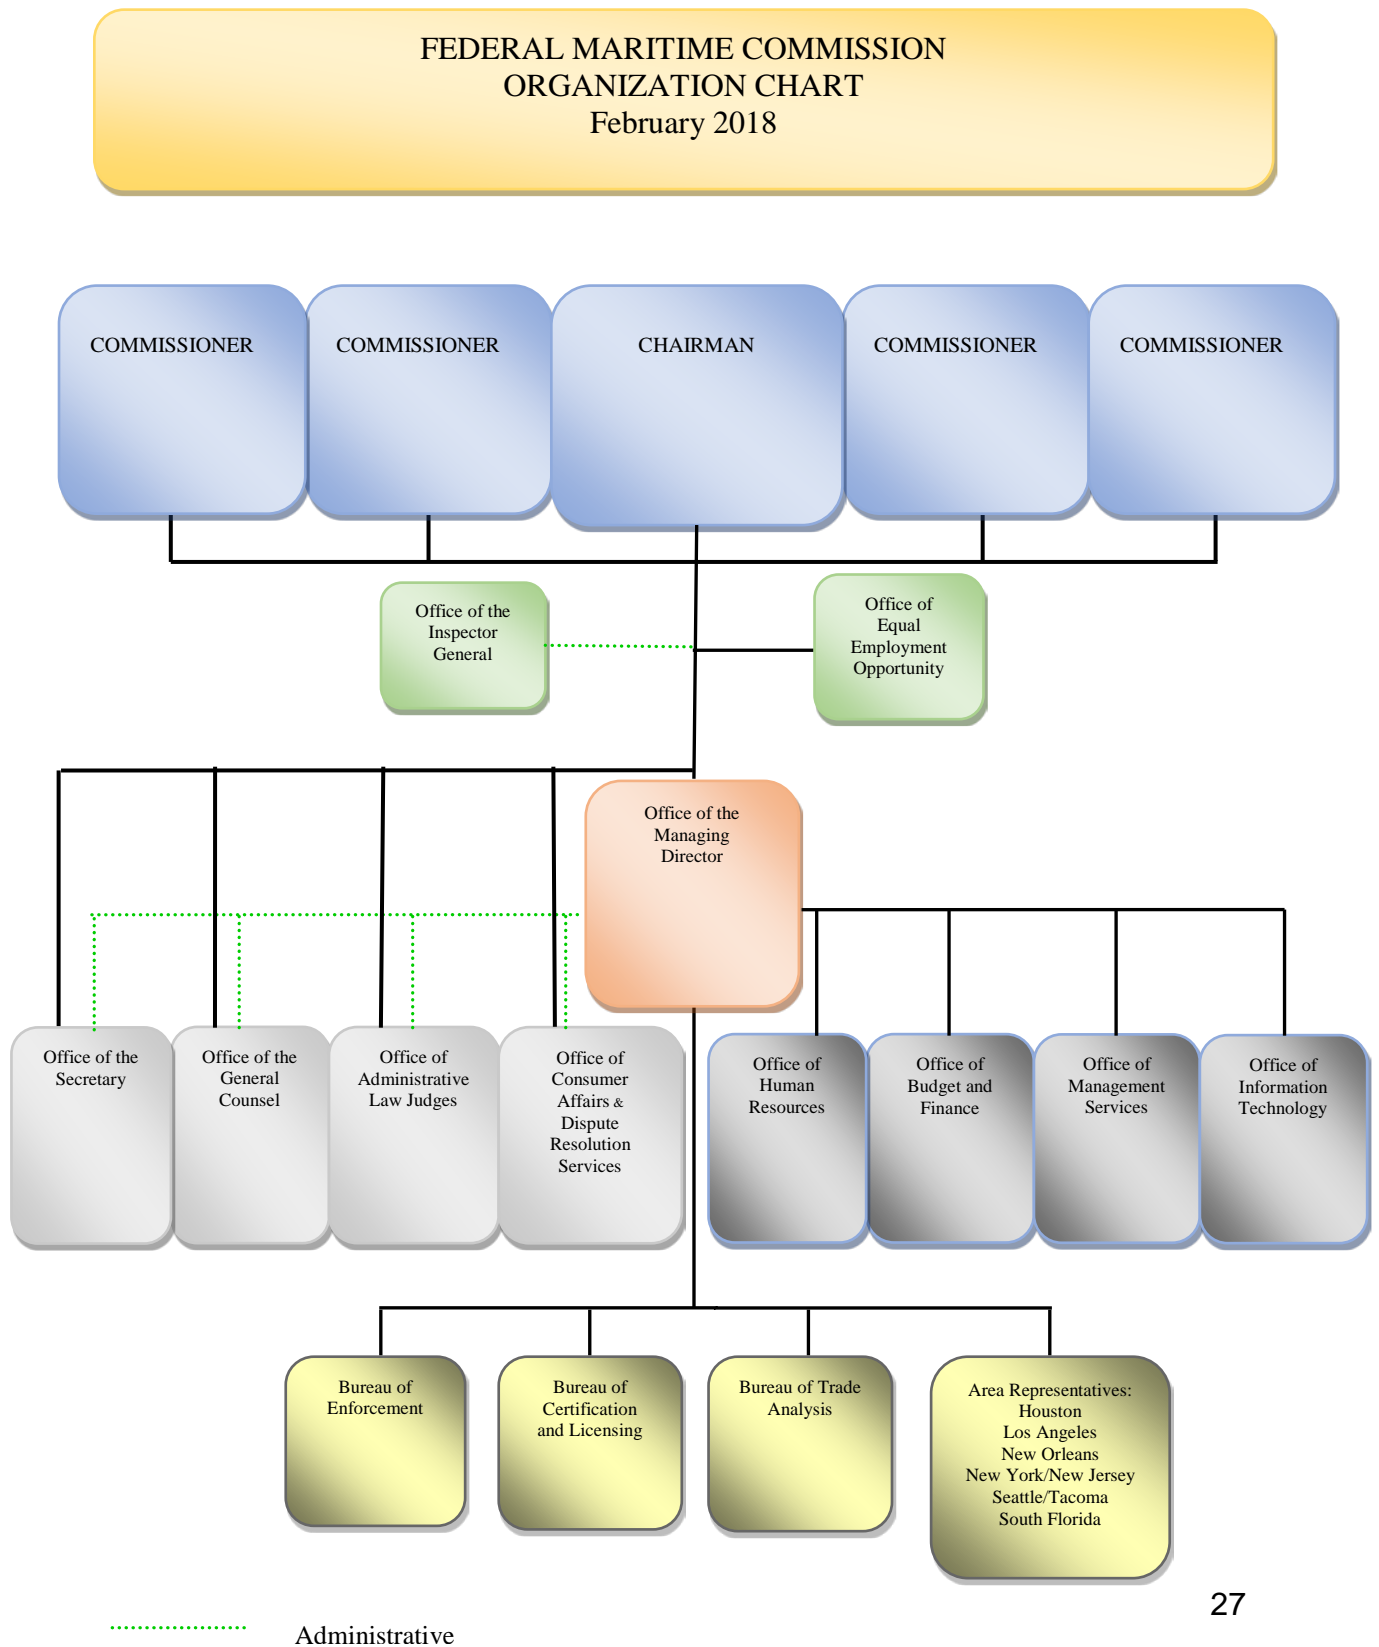 FEDERAL MARITIME COMMISSION
ORGANIZATION CHART
February 2018
COMMISSIONER
COMMISSIONER
CHAIRMAN
COMMISSIONER
COMMISSIONER
Office of the
Inspector
General
Office of
Equal
Employment
Opportunity
Office of the
Managing
Director
Office of the
Secretary
Office of the
General
Counsel
Office of
Administrative
Law Judges
Office of
Consumer
Affairs &
Dispute
Resolution
Services
Office of
Human
Resources
Office of
Budget and
Finance
Office of
Management
Services
Office of
Information
Technology
Bureau of
Enforcement
Bureau of
Certification
and Licensing
Bureau of Trade
Analysis
Area Representatives:
Houston
Los Angeles
New Orleans
New York/New Jersey
Seattle/Tacoma
South Florida
27
Administrative